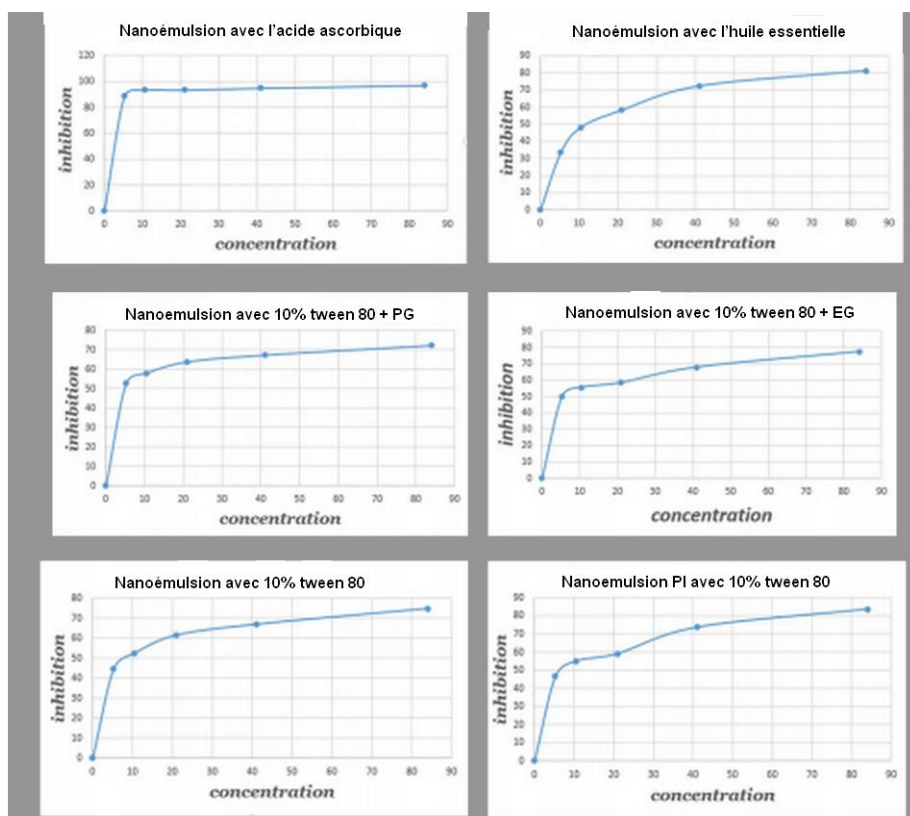 Nanoémulsion avec l'acide ascorbique
120
100
80
60
40
20
0
inhibition
0 10 20 30 40 50 60 70 80 90
concentration
Nanoémulsion avec l'huile essentielle
90
80
70
60
50
40
30
20
10
0
inhibition
0 10 20 30 40 50 60 70 80 90
concentration
Nanoemulsion avec 10% tween 80 + PG
80
70
60
50
40
30
20
10
0
inhibition
0 10 20 30 40 50 60 70 80 90
concentration
Nanoemulsion avec 10% tween 80 + EG
90
80
70
60
50
40
30
20
10
0
inhibition
0 10 20 30 40 50 60 70 80 90
concentration
Nanoémulsion avec 10% tween 80
80
70
60
50
40
30
20
10
0
inhibition
0 10 20 30 40 50 60 70 80 90
concentration
Nanoemulsion PI avec 10% tween 80
90
80
70
60
50
40
30
20
10
0
inhibition
0 10 20 30 40 50 60 70 80 90
concentration